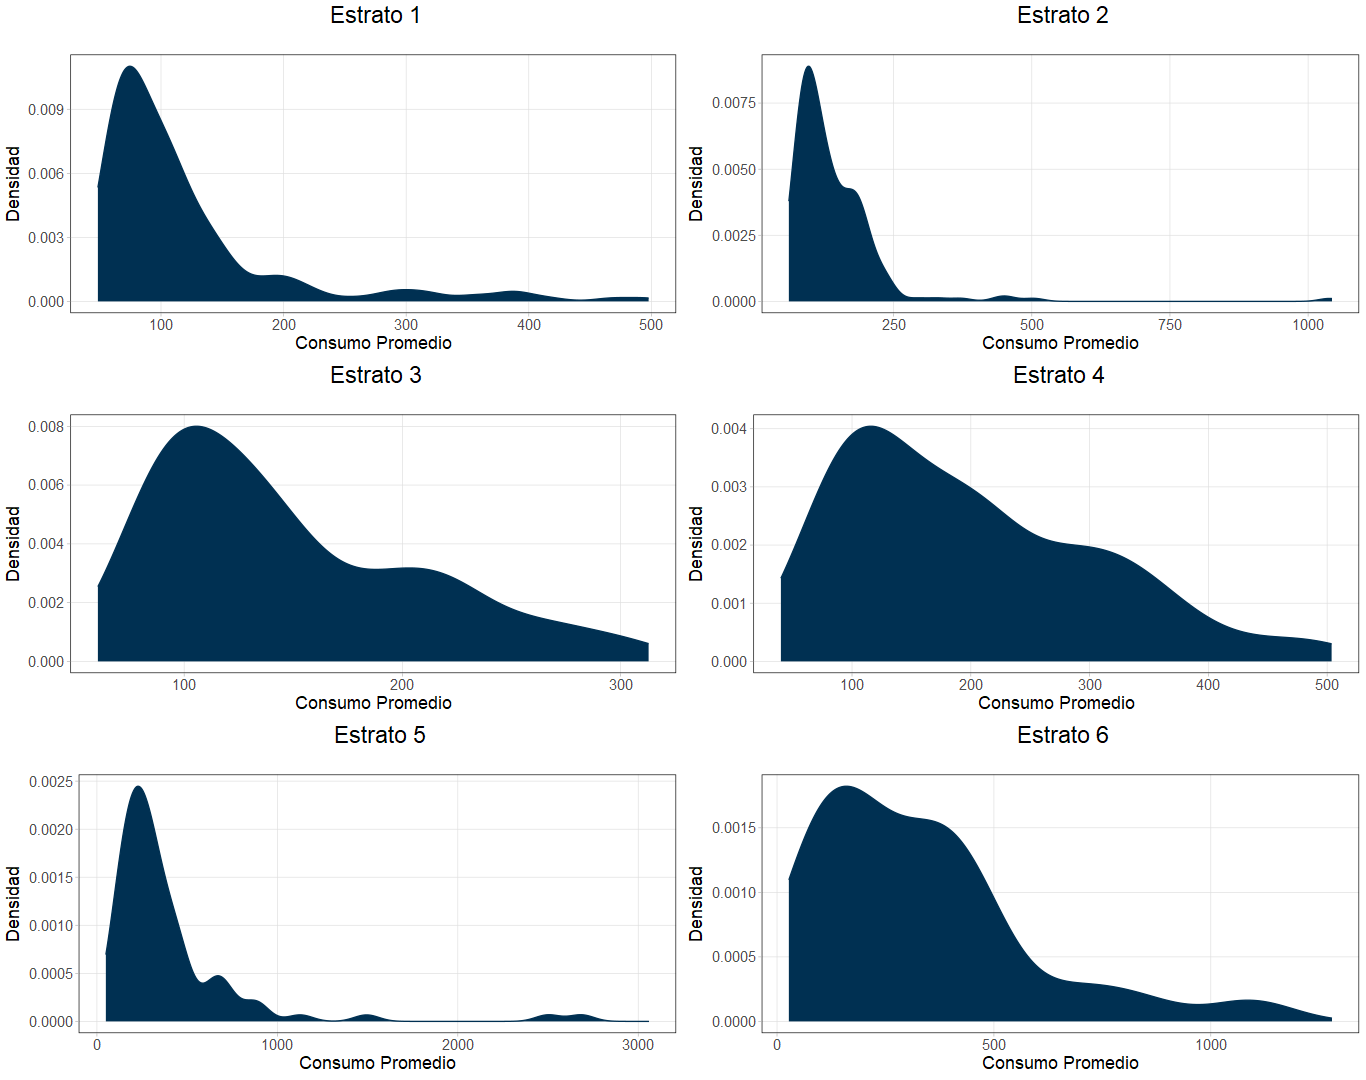 Estrato 1
0.009
0.006
0.003
0.000
Densidad
100 200 300 400 500
Consumo Promedio
Estrato 2
0.0075
0.0050
0.0025
0.0000
Densidad
250 500 750 1000
Consumo Promedio
Estrato 3
0.008
0.006
0.004
0.002
0.000
Densidad
100 200 300
Consumo Promedio
Estrato 4
0.004
0.003
0.002
0.001
0.000
Densidad
100 200 300 400 500
Consumo Promedio
Estrato 5
0.0025
0.0020
0.0015
0.0010
0.0005
0.0000
Densidad
0 1000 2000 3000
Consumo Promedio
Estrato 6
0.0015
0.0010
0.0005
0.0000
Densidad
0 500 1000
Consumo Promedio